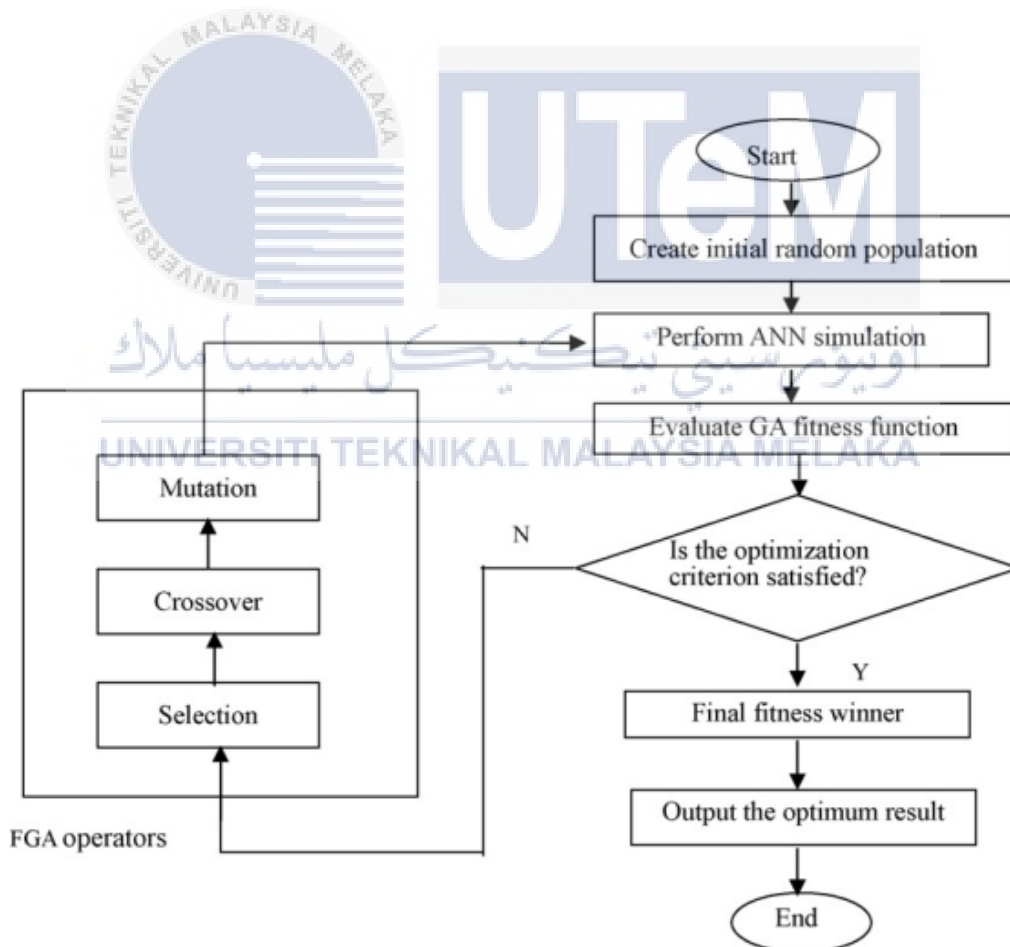 UNIVERSITI TEKNIKAL MALAYSIA MELAKA
UTeM
اونيۏرسيتي تيكنيكل مليسيا ملاك
UNIVERSITI TEKNIKAL MALAYSIA MELAKA
Start
Create initial random population
Perform ANN simulation
Evaluate GA fitness function
Is the optimization
criterion satisfied?
N
Y
Mutation
Crossover
Selection
FGA operators
Final fitness winner
Output the optimum result
End